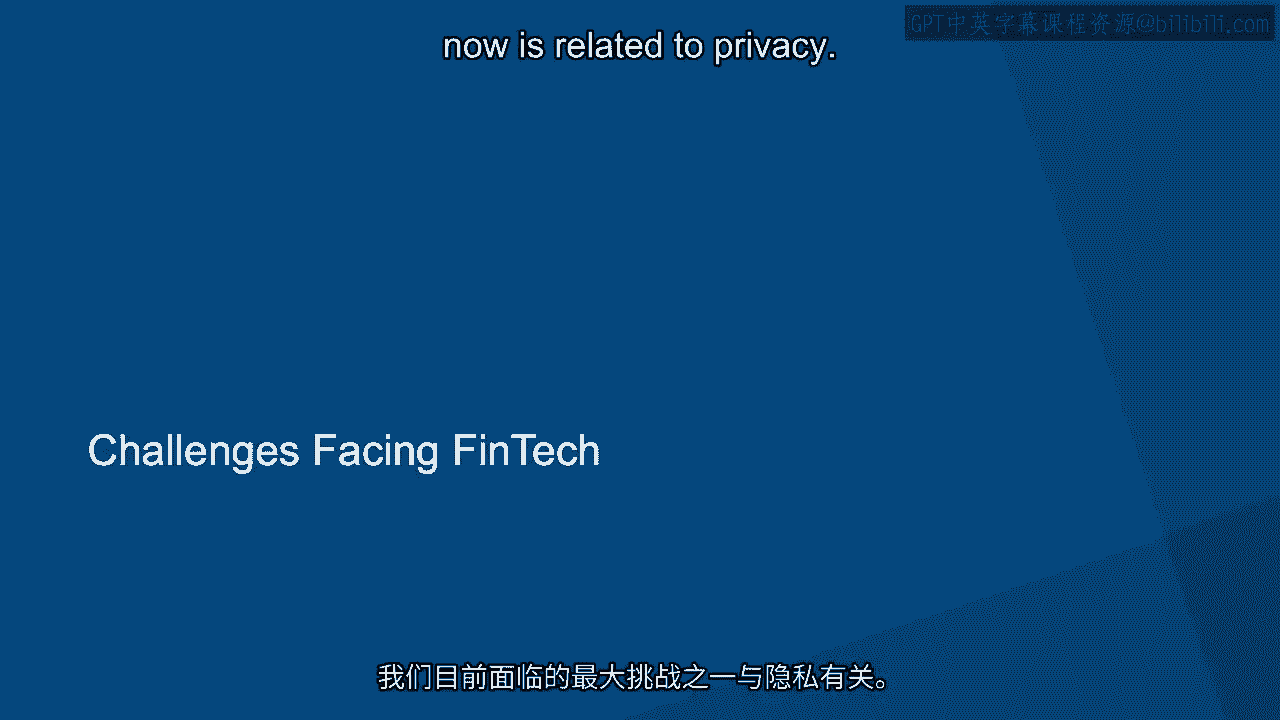 GPT中英字幕课程资源@bilibili.com
now is related to privacy.
Challenges Facing FinTech
我们目前面临的最大挑战之一与隐私有关。